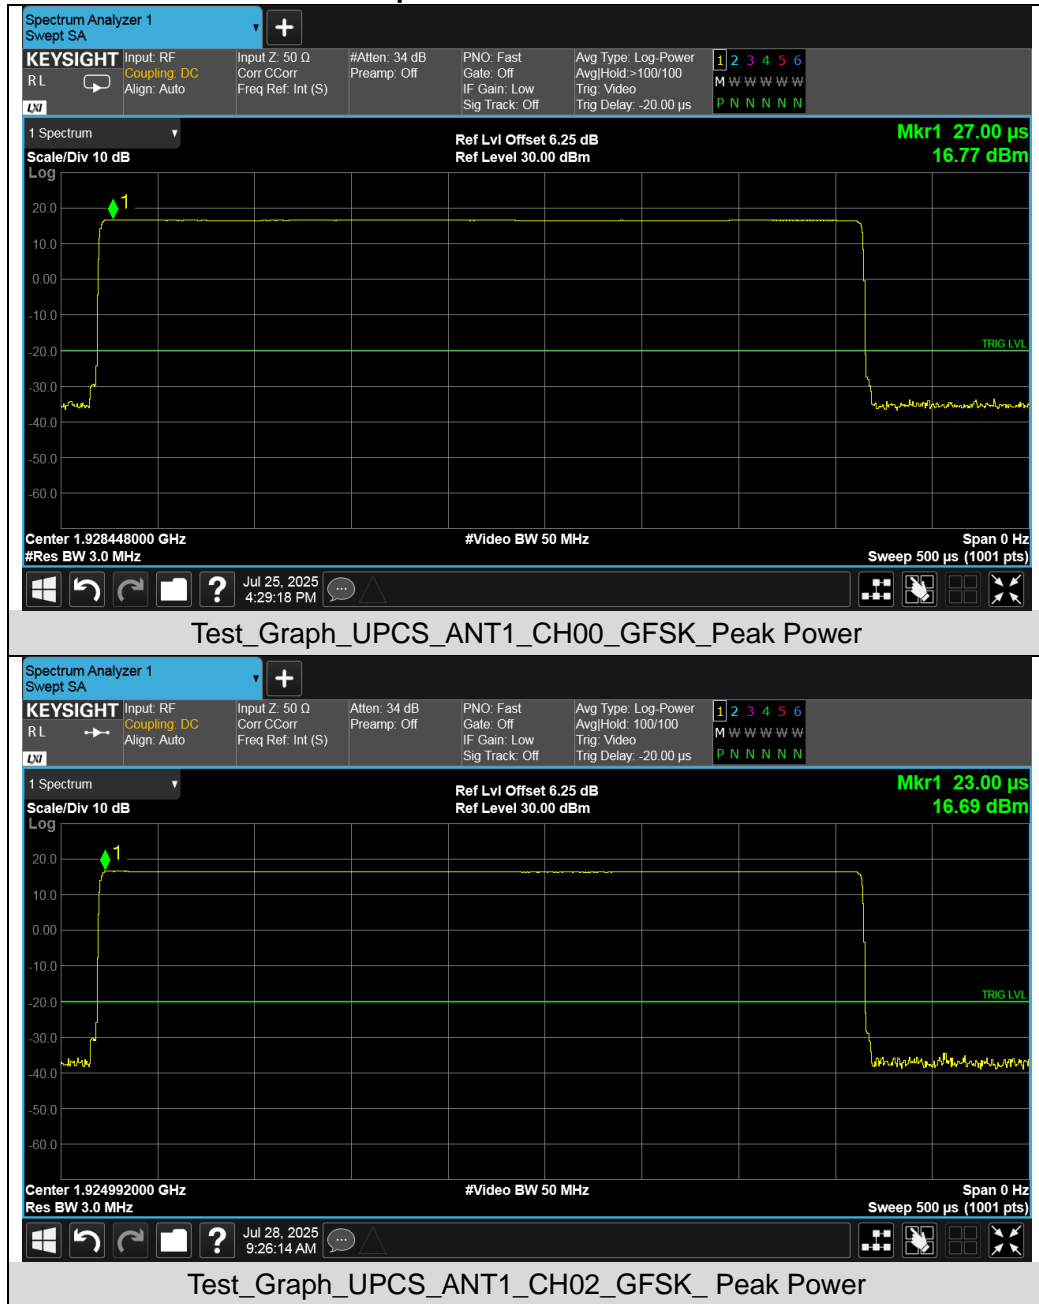 Spectrum Analyzer 1
Swept SA
+
KEYSIGHT
R L
LXI
Input: RF
Coupling: DC
Align: Auto
Input Z: 50 Ω
Corr CCorr
Freq Ref: Int (S)
#Atten: 34 dB
Preamp: Off
PNO: Fast
Gate: Off
IF Gain: Low
Sig Track: Off
Avg Type: Log-Power
Avg|Hold:>100/100
Trig: Video
Trig Delay: -20.00 µs
1 2 3 4 5 6
M W W W W W
P N N N N N
1 Spectrum
Scale/Div 10 dB
Ref Lvl Offset 6.25 dB
Ref Level 30.00 dBm
Mkr1 27.00 µs
16.77 dBm
Log
1
20.0
10.0
0.00
-10.0
-20.0
TRIG LVL
-30.0
-40.0
-50.0
-60.0
Center 1.928448000 GHz
#Video BW 50 MHz
Span 0 Hz
#Res BW 3.0 MHz
Sweep 500 µs (1001 pts)
?
Jul 25, 2025
4:29:18 PM
Test_Graph_UPCS_ANT1_CH00_GFSK_Peak Power
Spectrum Analyzer 1
Swept SA
+
KEYSIGHT
R L
LXI
Input: RF
Coupling: DC
Align: Auto
Input Z: 50 Ω
Corr CCorr
Freq Ref: Int (S)
Atten: 34 dB
Preamp: Off
PNO: Fast
Gate: Off
IF Gain: Low
Sig Track: Off
Avg Type: Log-Power
Avg|Hold: 100/100
Trig: Video
Trig Delay: -20.00 µs
1 2 3 4 5 6
M W W W W W
P N N N N N
1 Spectrum
Scale/Div 10 dB
Ref Lvl Offset 6.25 dB
Ref Level 30.00 dBm
Mkr1 23.00 µs
16.69 dBm
Log
1
20.0
10.0
0.00
-10.0
-20.0
TRIG LVL
-30.0
-40.0
-50.0
-60.0
Center 1.924992000 GHz
#Video BW 50 MHz
Span 0 Hz
Res BW 3.0 MHz
Sweep 500 µs (1001 pts)
?
Jul 28, 2025
9:26:14 AM
Test_Graph_UPCS_ANT1_CH02_GFSK_ Peak Power